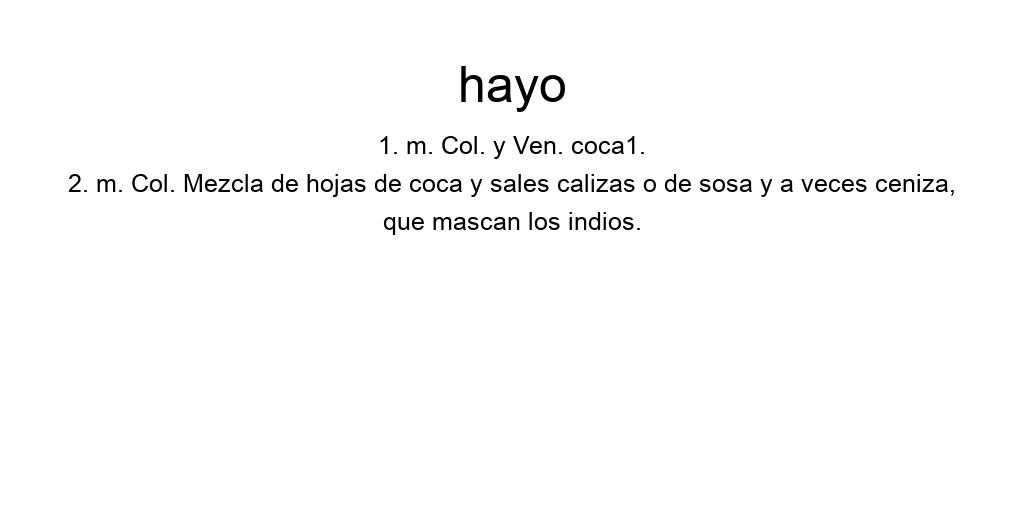 hayo
1. m. Col. y Ven. coca1.
2. m. Col. Mezcla de hojas de coca y sales calizas o de sosa y a veces ceniza,
que mascan los indios.